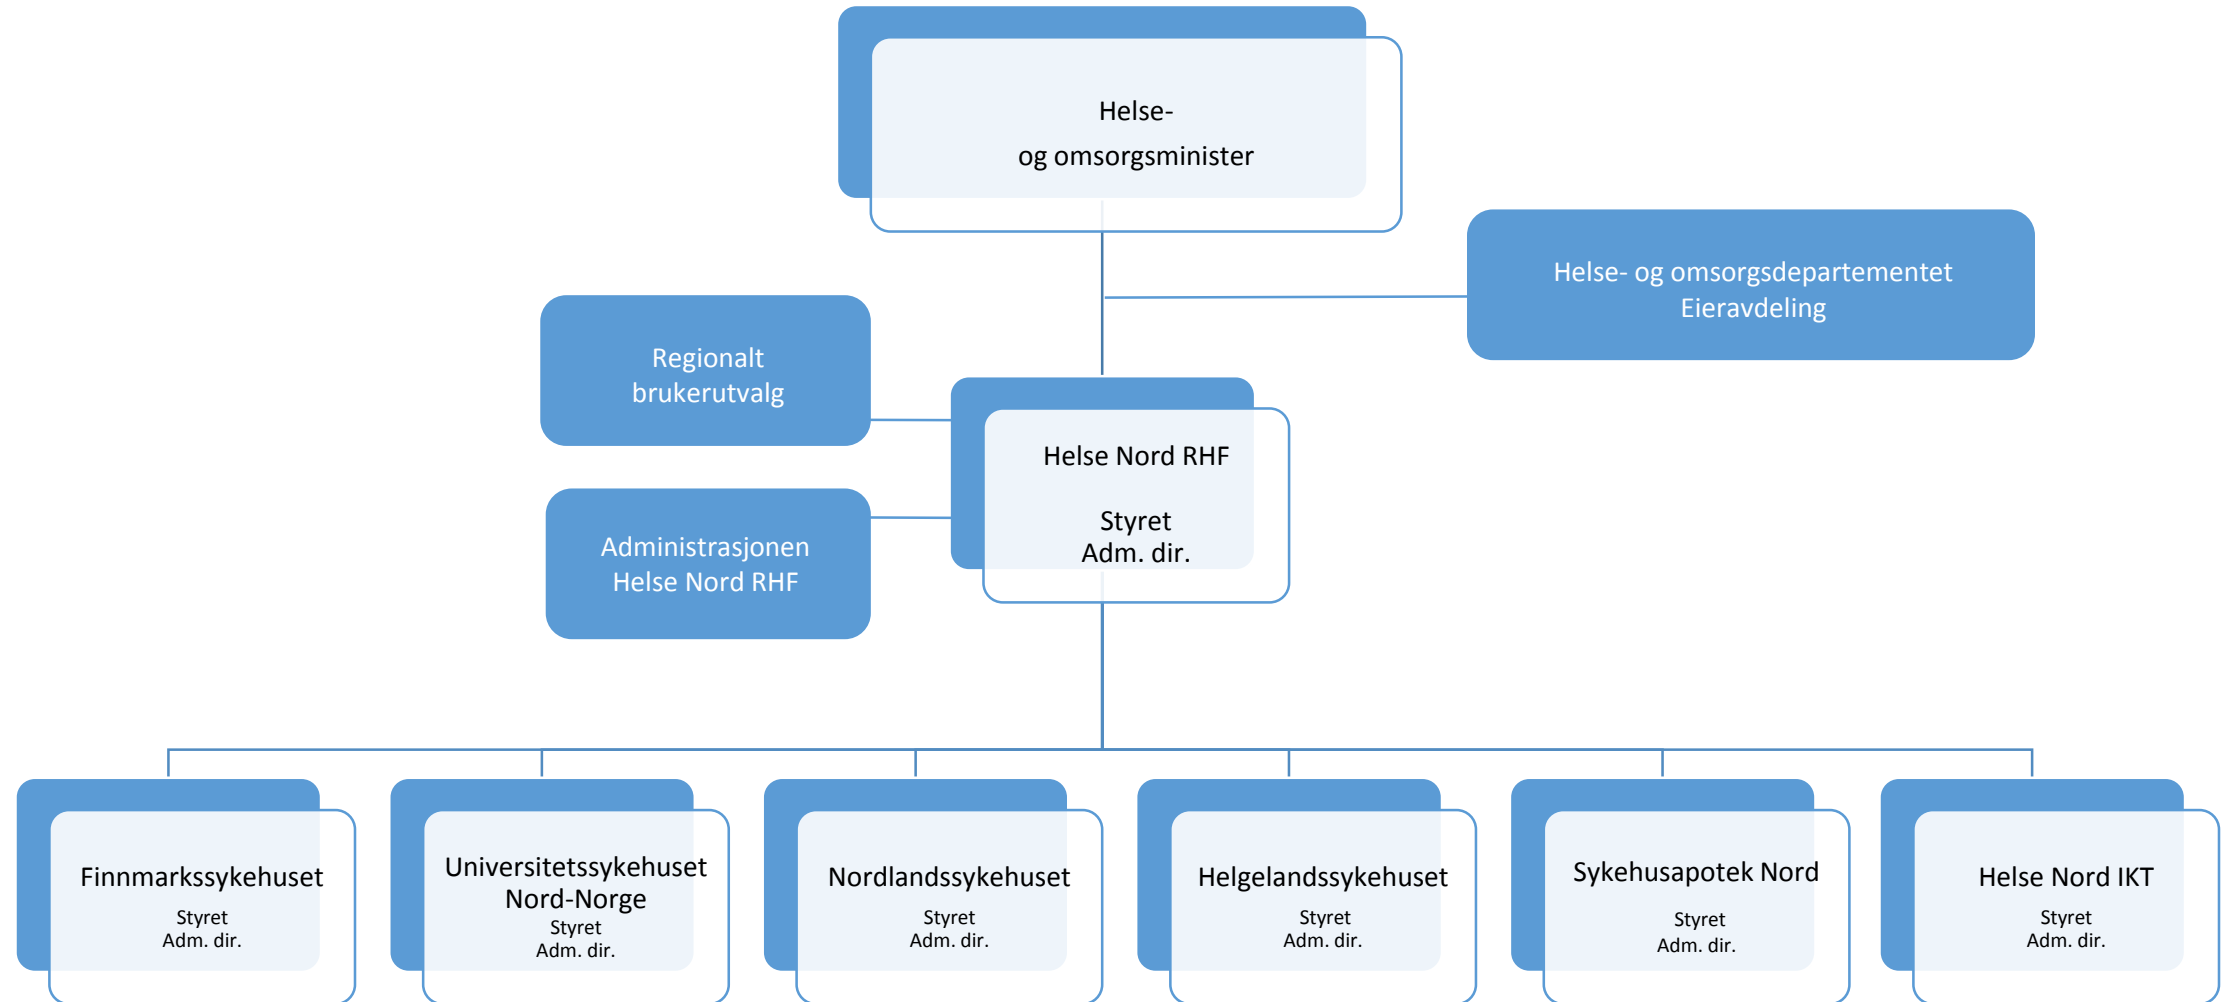 Helse-
og omsorgsminister
Helse- og omsorgsdepartementet
Eieravdeling
Regionalt
brukerutvalg
Helse Nord RHF
Styret
Adm. dir.
Administrasjonen
Helse Nord RHF
Finnmarkssykehuset
Styret
Adm. dir.
Universitetssykehuset
Nord-Norge
Styret
Adm. dir.
Nordlandssykehuset
Styret
Adm. dir.
Helgelandssykehuset
Styret
Adm. dir.
Sykehusapotek Nord
Styret
Adm. dir.
Helse Nord IKT
Styret
Adm. dir.